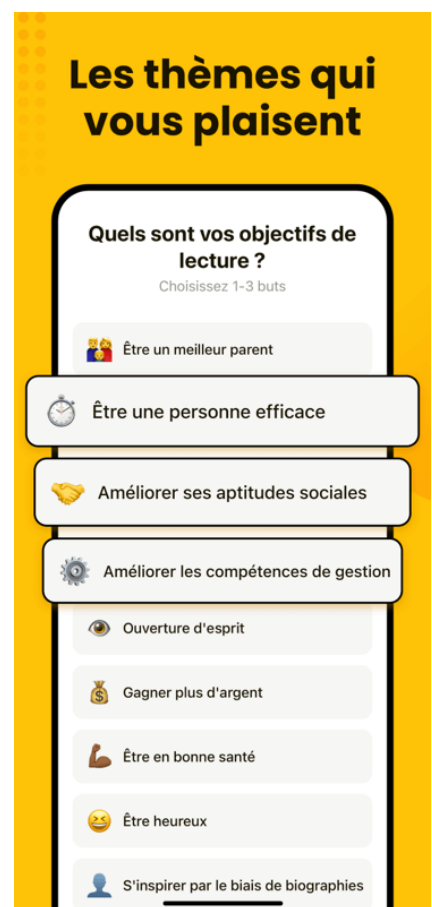 Les thèmes qui
vous plaisent
Quels sont vos objectifs de
lecture ?
Choisissez 1-3 buts
Être un meilleur parent
Être une personne efficace
Améliorer ses aptitudes sociales
Améliorer les compétences de gestion
Ouverture d'esprit
Gagner plus d'argent
Être en bonne santé
Être heureux
S'inspirer par le biais de biographies